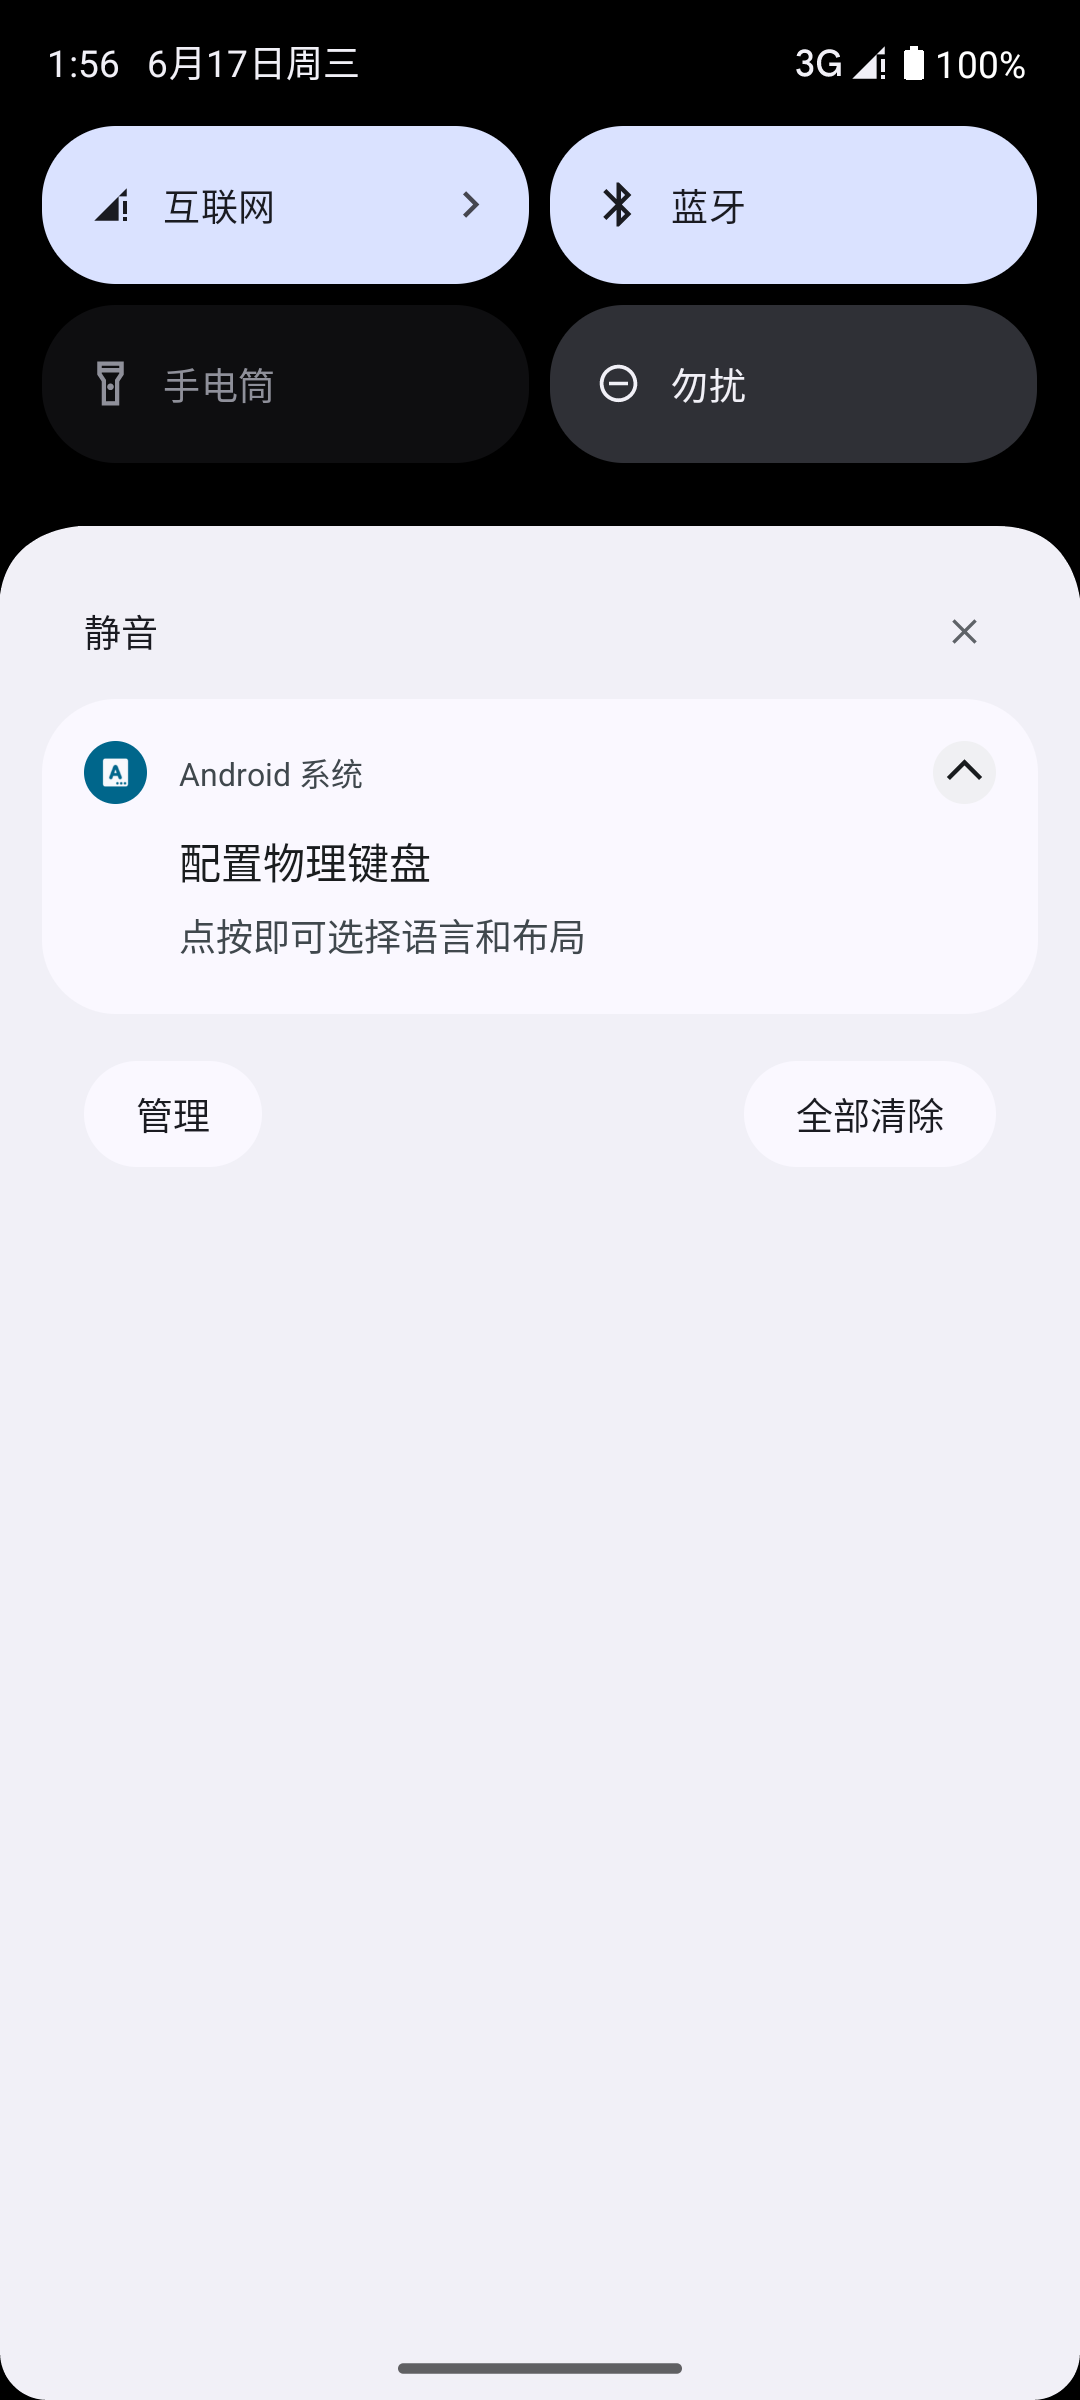 1:56 6月17日周三 3G 100%
互联网
蓝牙
手电筒
勿扰
静音
Android 系统
配置物理键盘
点按即可选择语言和布局
管理
全部清除